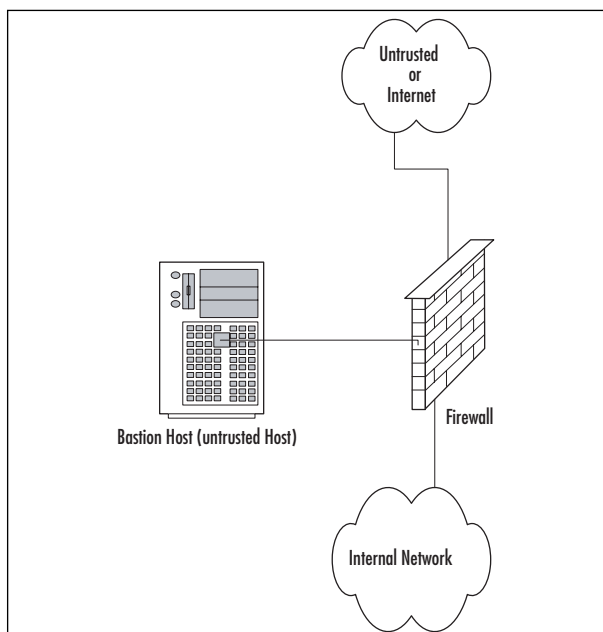 Untrusted
or
Internet
Bastion Host (untrusted Host)
Firewall
Internal Network